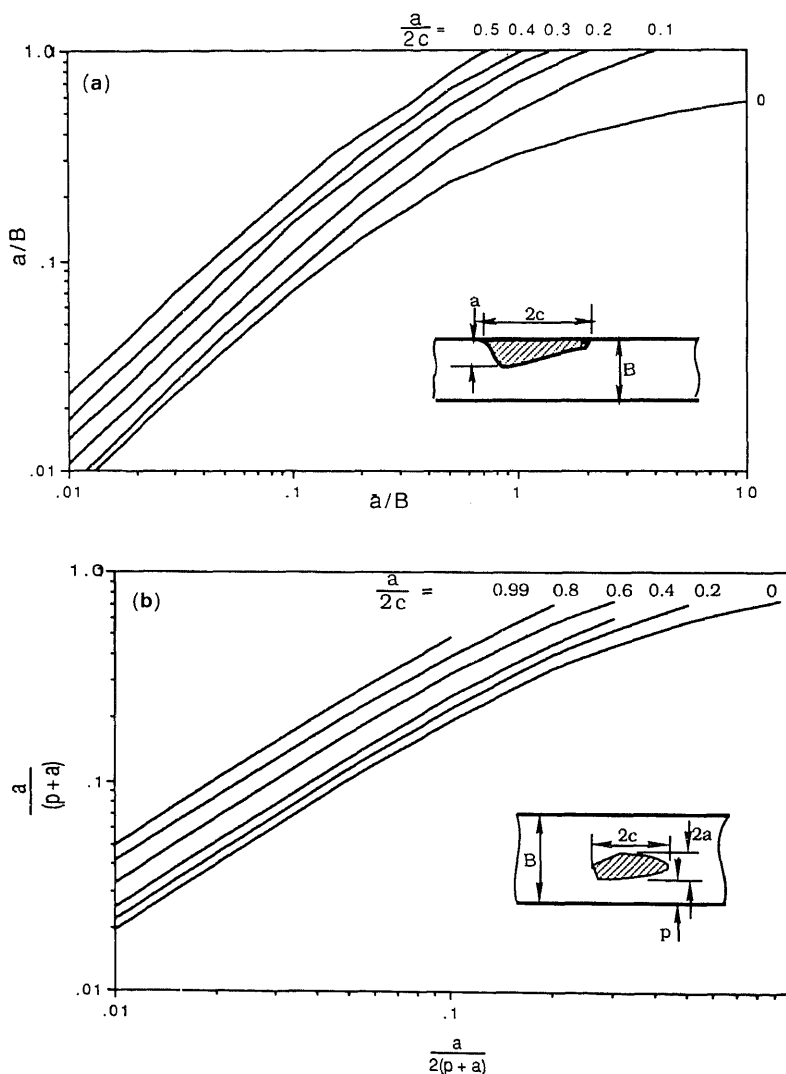 a
2c = 0.5 0.4 0.3 0.2 0.1
1.0
(a)
0
a/B
.1
a
2c
B
.01
0.01 .1 1 10
ā/B
1.0
(b)
a
2c = 0.99 0.8 0.6 0.4 0.2 0
a
(p+a)
0.1
2c
2a
B
p
.01
.01 .1
a
2(p+a)